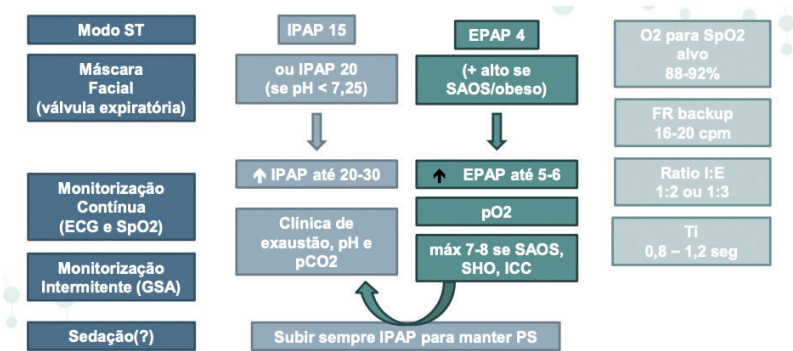 Modo ST
Máscara
Facial
(válvula expiratória)
Monitorização
Contínua
(ECG e SpO2)
Monitorização
Intermitente (GSA)
Sedação(?)
IPAP 15
ou IPAP 20
(se pH < 7,25)
↑ IPAP até 20-30
Clínica de
exaustão, pH e
pCO2
EPAP 4
(+ alto se
SAOS/obeso)
↑ EPAP até 5-6
pO2
máx 7-8 se SAOS,
SHO, ICC
Subir sempre IPAP para manter PS
O2 para SpO2
alvo
88-92%
FR backup
16-20 cpm
Ratio I:E
1:2 ou 1:3
Ti
0,8 – 1,2 seg